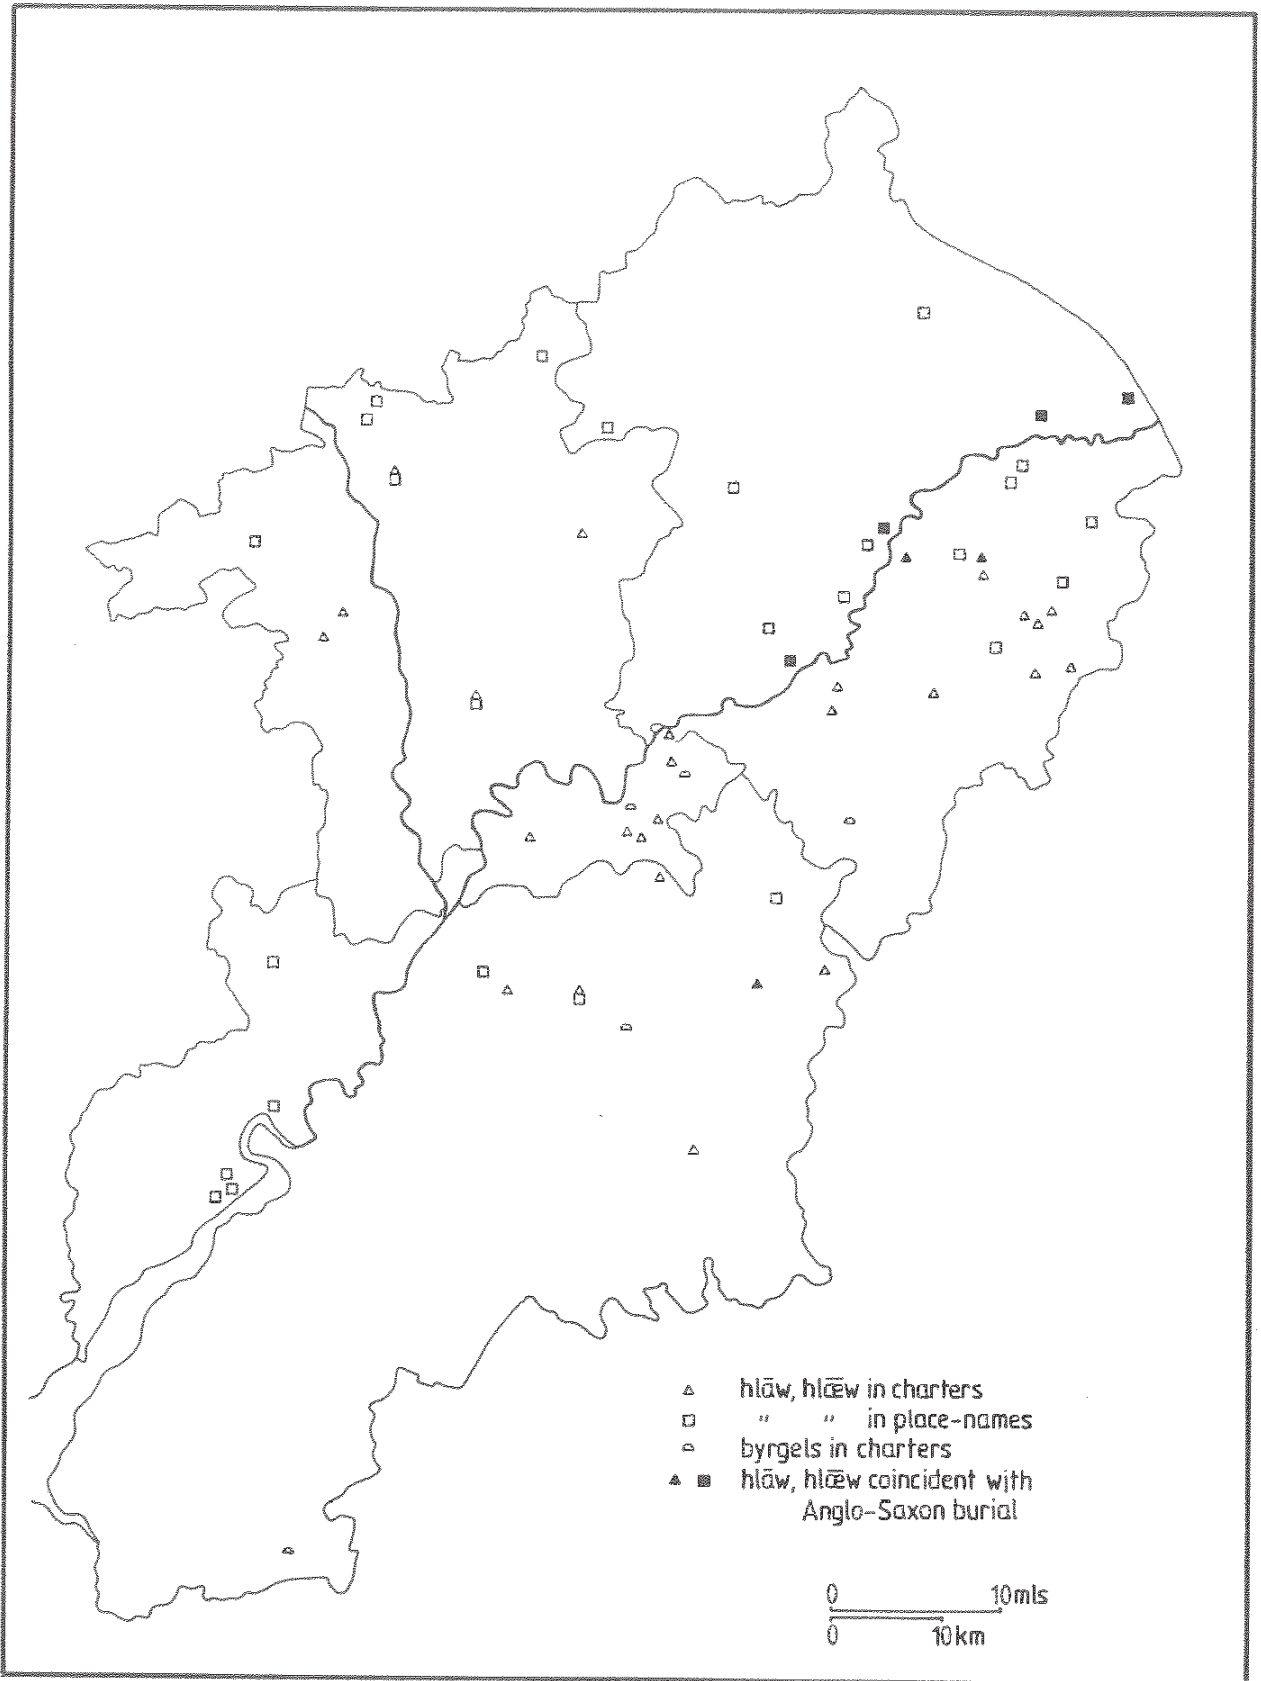 hlāw, hlǣw in charters
" " in place-names
byrgels in charters
hlāw, hlǣw coincident with
Anglo-Saxon burial
0 10mls
0 10km